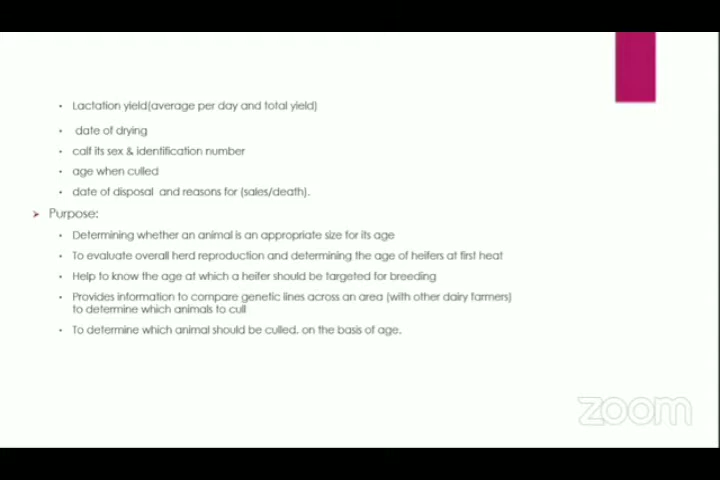 • Lactation yield(average per day and total yield)
• date of drying
• calf its sex & identification number
• age when culled
• date of disposal and reasons for (sales/death).
➤ Purpose:
• Determining whether an animal is an appropriate size for its age
• To evaluate overall herd reproduction and determining the age of heifers at first heat
• Help to know the age at which a heifer should be targeted for breeding
• Provides information to compare genetic lines across an area (with other dairy farmers)
to determine which animals to cull
• To determine which animal should be culled. on the basis of age.
zoom